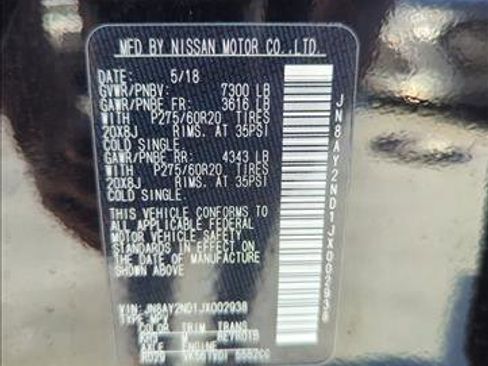 MFD BY NISSAN MOTOR CO.,LTD.
DATE: 5/18
GVWR/PNBV: 7300 LB
GAWR/PNBE FR: 3616 LB
WITH P275/60R20 TIRES
20X8J RIMS. AT 35PSI
COLD SINGLE.
GAWR/PNBE RR: 4343 LB
WITH P275/60R20 TIRES
20X8J RIMS. AT 35PSI
COLD SINGLE.
THIS VEHICLE CONFORMS TO
ALL APPLICABLE FEDERAL
MOTOR VEHICLE SAFETY
STANDARDS IN EFFECT ON
THE DATE OF MANUFACTURE
SHOWN ABOVE.
VIN: JN8AY2ND1JX002938
TYPE: MPV
COLOR TRIM TRANS
AXLE ENGINE
JN8AY2ND1JX002938